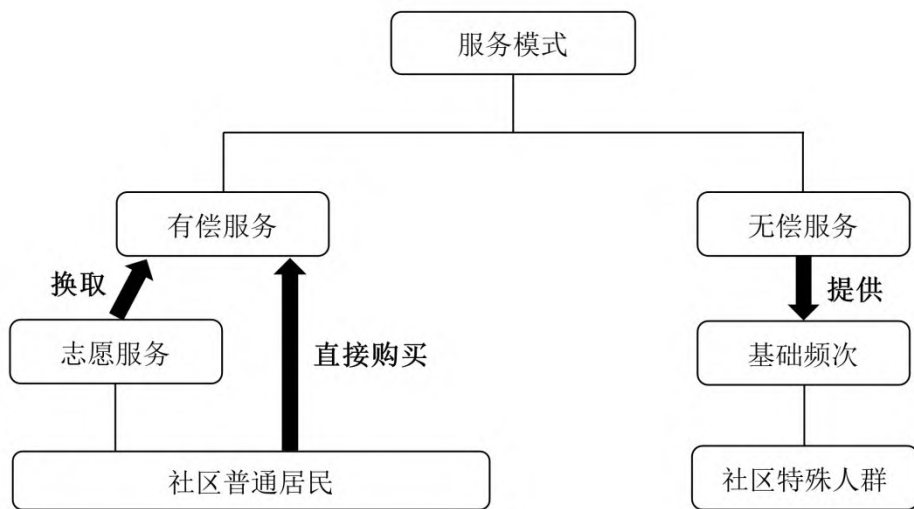 服务模式
有偿服务
无偿服务
换取
提供
志愿服务
直接购买
基础频次
社区普通居民
社区特殊人群